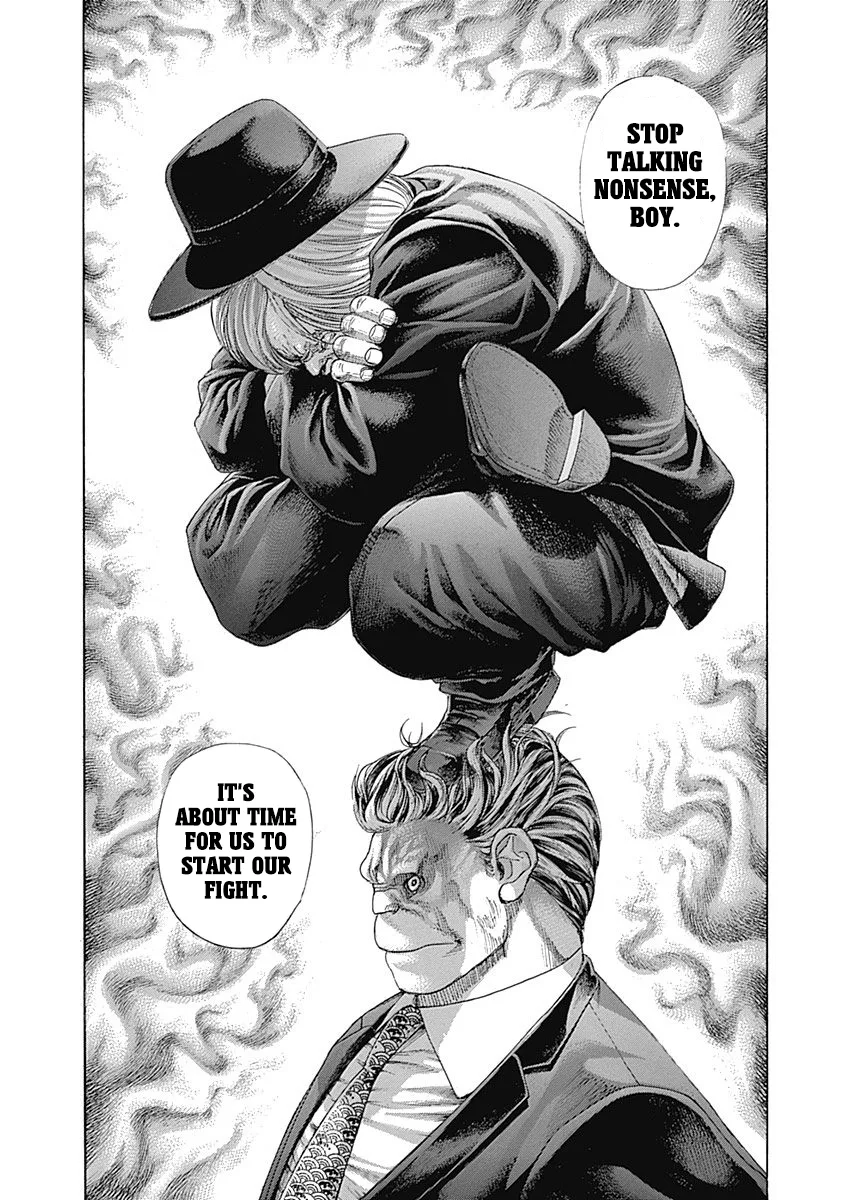 STOP
TALKING
NONSENSE,
BOY.
IT'S
ABOUT TIME
FOR US TO
START OUR
FIGHT.